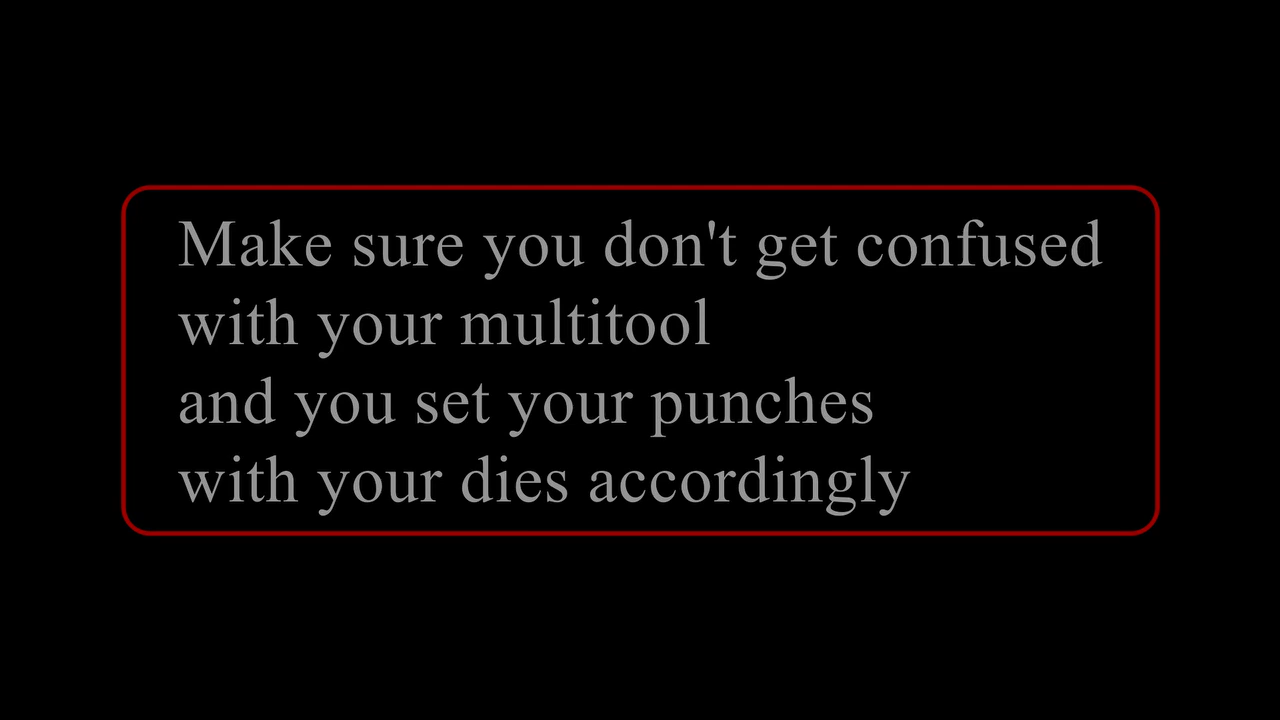 Make sure you don't get confused
with your multitool
and you set your punches
with your dies accordingly